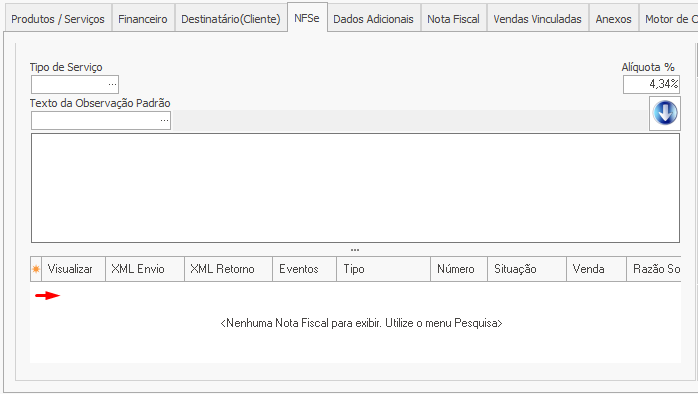 Produtos / Serviços Financeiro Destinatário(Cliente) NFSe Dados Adicionais Nota Fiscal Vendas Vinculadas Anexos Motor de C
Tipo de Serviço Alíquota %
... 4,34%
Texto da Observação Padrão
...
...
Visualizar XML Envio XML Retorno Eventos Tipo Número Situação Venda Razão So
<Nenhuma Nota Fiscal para exibir. Utilize o menu Pesquisa>